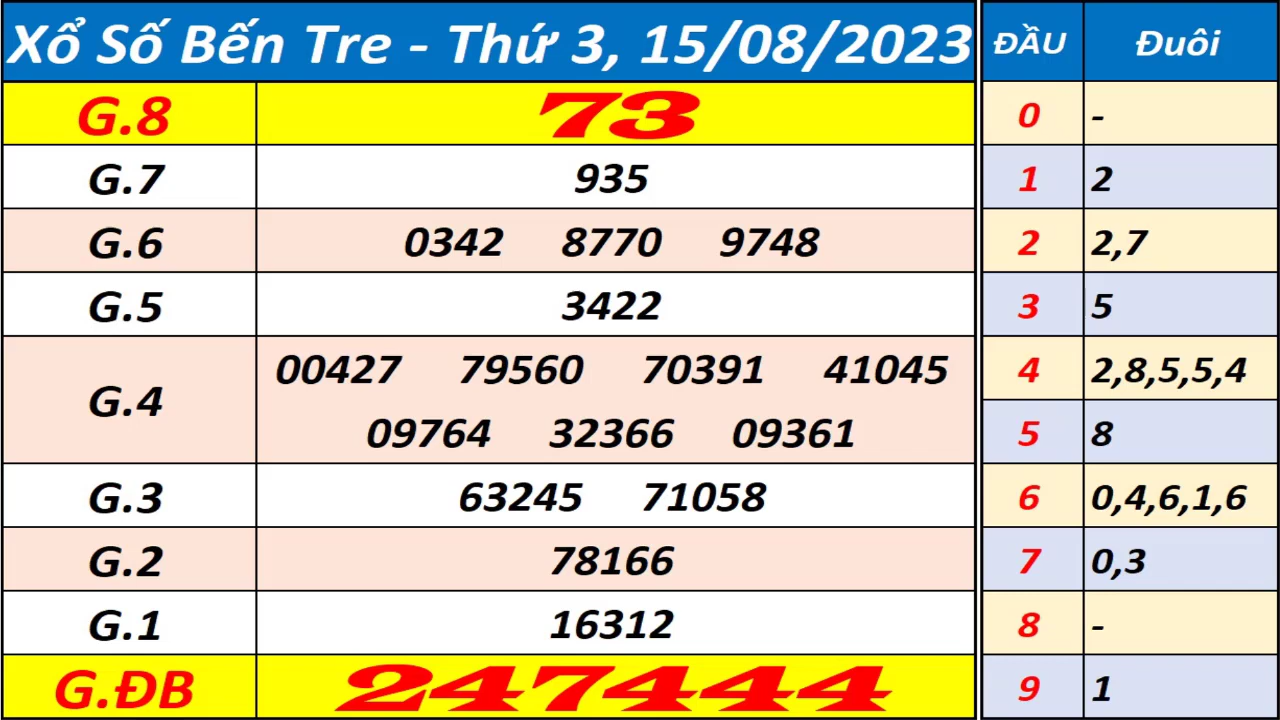 Xổ Số Bến Tre - Thứ 3, 15/08/2023 ĐẦU Đuôi
G.8 73 0 -
G.7 935 1 2
G.6 0342 8770 9748 2 2,7
G.5 3422 3 5
G.4 00427 79560 70391 41045 4 2,8,5,5,4
09764 32366 09361 5 8
G.3 63245 71058 6 0,4,6,1,6
G.2 78166 7 0,3
G.1 16312 8 -
G.ĐB 247444 9 1